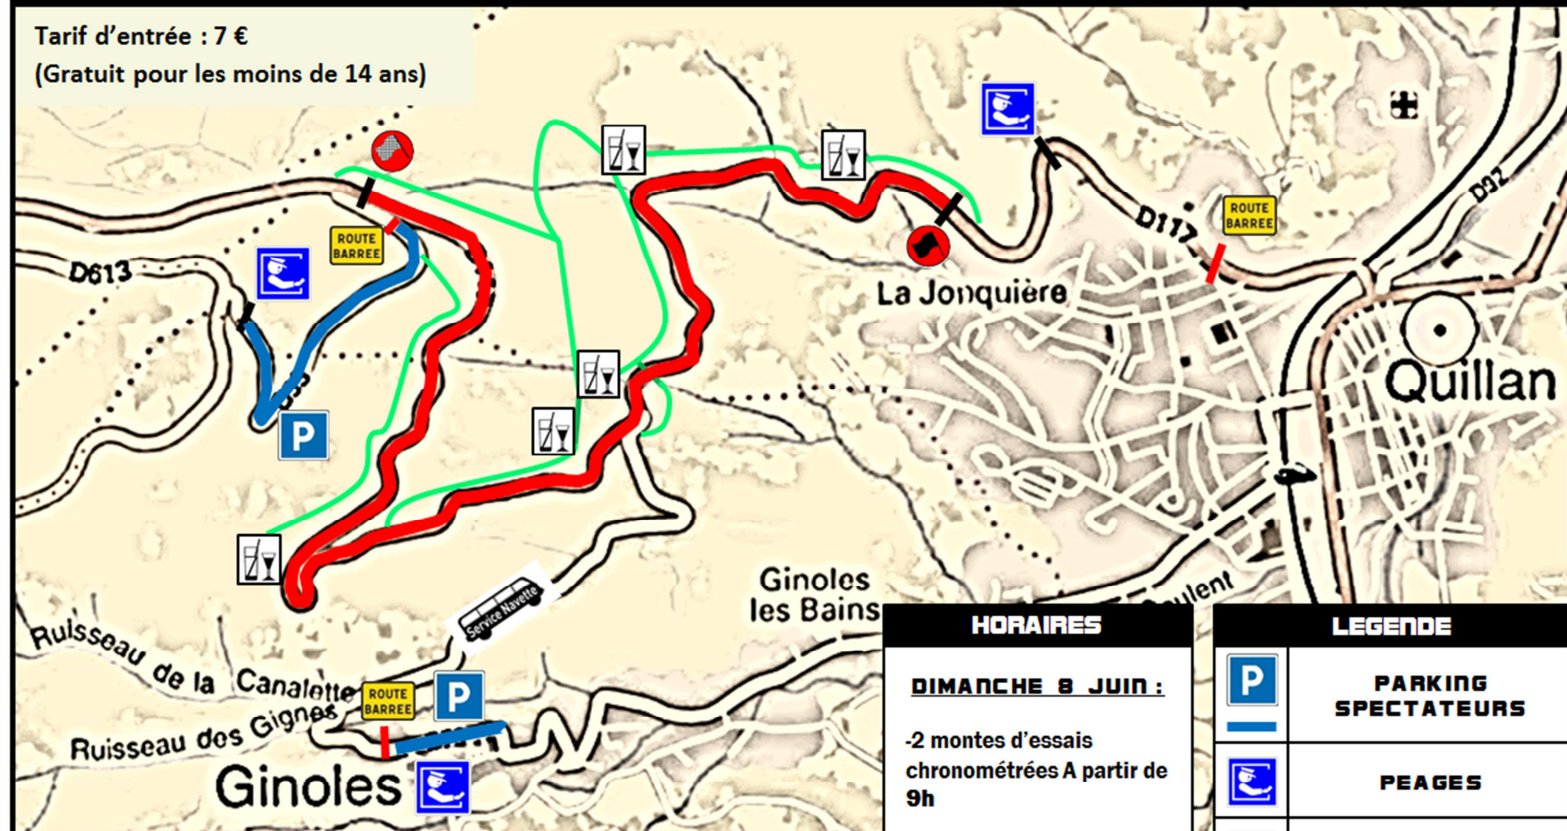 Tarif d’entrée : 7 €
(Gratuit pour les moins de 14 ans)
ROUTE
BARREE
D92
D117
ROUTE
BARREE
D613
La Jonquière
Quillan
P
Ginoles
les Bains
Service Navette
Ruisseau de la Canalette
ROUTE
BARREE
P
Ruisseau des Gignes
Ginoles
HORAIRES
DIMANCHE 8 JUIN :
-2 montes d’essais
chronométrées A partir de
9h
LEGENDE
P
PARKING
SPECTATEURS
PEAGES